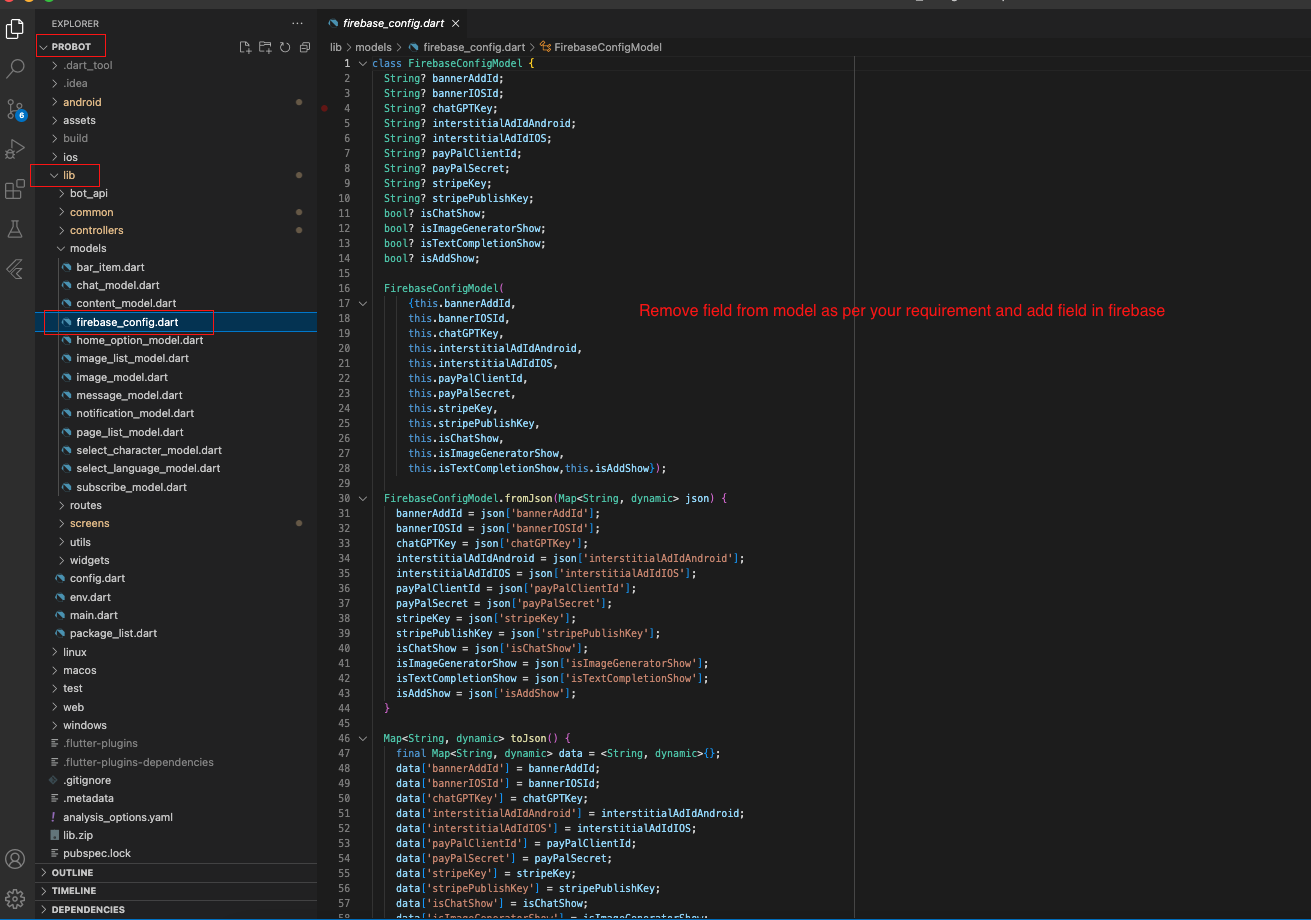 EXPLORER
PROBOT
.dart_tool
.idea
android
assets
build
ios
lib
bot_api
common
controllers
models
bar_item.dart
chat_model.dart
content_model.dart
firebase_config.dart
home_option_model.dart
image_list_model.dart
image_model.dart
message_model.dart
notification_model.dart
page_list_model.dart
select_character_model.dart
select_language_model.dart
subscribe_model.dart
routes
screens
utils
widgets
config.dart
env.dart
main.dart
package_list.dart
linux
macos
test
web
windows
.flutter-plugins
.flutter-plugins-dependencies
.gitignore
.metadata
analysis_options.yaml
lib.zip
pubspec.lock
OUTLINE
TIMELINE
DEPENDENCIES
6
firebase_config.dart
lib > models > firebase_config.dart > FirebaseConfigModel
1 class FirebaseConfigModel {
2 String? bannerAddId;
3 String? bannerIOSId;
4 String? chatGPTKey;
5 String? interstitialAdIdAndroid;
6 String? interstitialAdIdIOS;
7 String? payPalClientId;
8 String? payPalSecret;
9 String? stripeKey;
10 String? stripePublishKey;
11 bool? isChatShow;
12 bool? isImageGeneratorShow;
13 bool? isTextCompletionShow;
14 bool? isAddShow;
15
16 FirebaseConfigModel(
17 {this.bannerAddId,
18 this.bannerIOSId,
19 this.chatGPTKey,
20 this.interstitialAdIdAndroid,
21 this.interstitialAdIdIOS,
22 this.payPalClientId,
23 this.payPalSecret,
24 this.stripeKey,
25 this.stripePublishKey,
26 this.isChatShow,
27 this.isImageGeneratorShow,
28 this.isTextCompletionShow,this.isAddShow});
29
30 FirebaseConfigModel.fromJson(Map<String, dynamic> json) {
31 bannerAddId = json['bannerAddId'];
32 bannerIOSId = json['bannerIOSId'];
33 chatGPTKey = json['chatGPTKey'];
34 interstitialAdIdAndroid = json['interstitialAdIdAndroid'];
35 interstitialAdIdIOS = json['interstitialAdIdIOS'];
36 payPalClientId = json['payPalClientId'];
37 payPalSecret = json['payPalSecret'];
38 stripeKey = json['stripeKey'];
39 stripePublishKey = json['stripePublishKey'];
40 isChatShow = json['isChatShow'];
41 isImageGeneratorShow = json['isImageGeneratorShow'];
42 isTextCompletionShow = json['isTextCompletionShow'];
43 isAddShow = json['isAddShow'];
44 }
45
46 Map<String, dynamic> toJson() {
47 final Map<String, dynamic> data = <String, dynamic>{};
48 data['bannerAddId'] = bannerAddId;
49 data['bannerIOSId'] = bannerIOSId;
50 data['chatGPTKey'] = chatGPTKey;
51 data['interstitialAdIdAndroid'] = interstitialAdIdAndroid;
52 data['interstitialAdIdIOS'] = interstitialAdIdIOS;
53 data['payPalClientId'] = payPalClientId;
54 data['payPalSecret'] = payPalSecret;
55 data['stripeKey'] = stripeKey;
56 data['stripePublishKey'] = stripePublishKey;
57 data['isChatShow'] = isChatShow;
58 data['isImageGeneratorShow'] = isImageGeneratorShow;
Remove field from model as per your requirement and add field in firebase